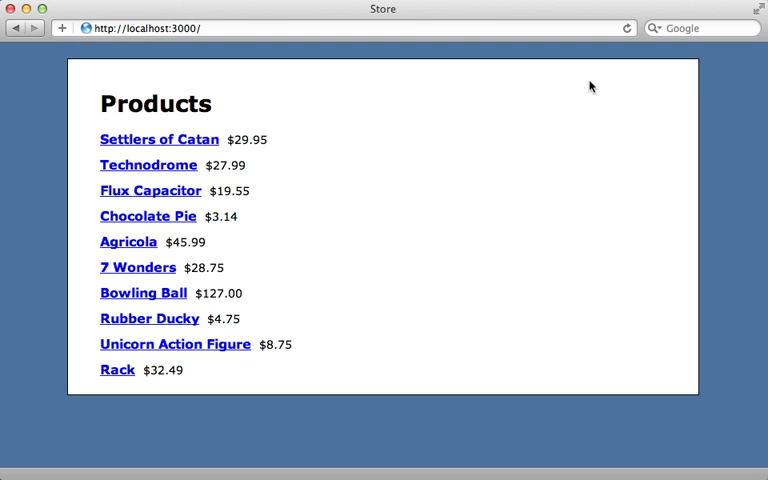 Store
http://localhost:3000/
Google
Products
Settlers of Catan $29.95
Technodrome $27.99
Flux Capacitor $19.55
Chocolate Pie $3.14
Agricola $45.99
7 Wonders $28.75
Bowling Ball $127.00
Rubber Ducky $4.75
Unicorn Action Figure $8.75
Rack $32.49